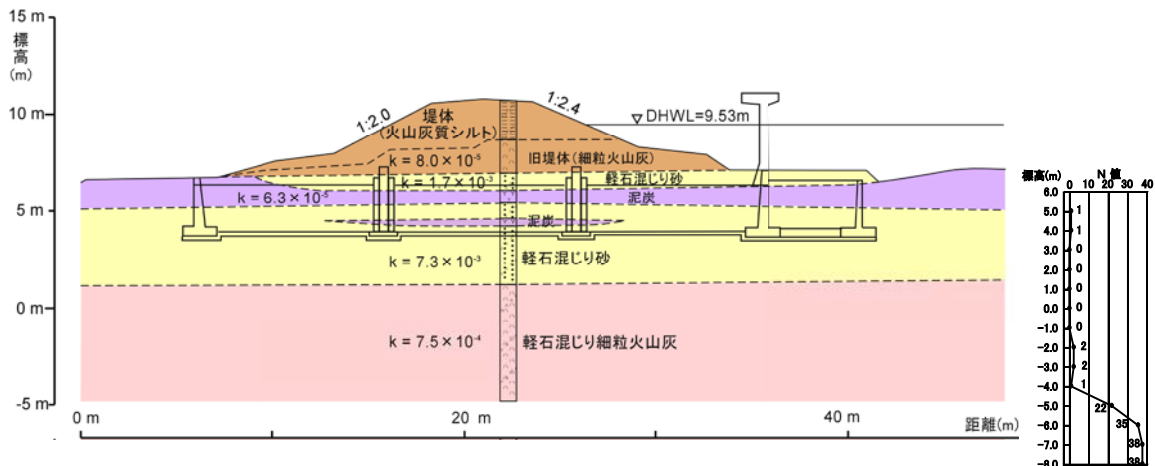 15 m
標高
(m)
10 m
5 m
0 m
-5 m
1:2.0
1:2.4
堤体
(火山灰質シルト)
DHWL=9.53m
k = 8.0 × 10⁻⁵
旧堤体(細粒火山灰)
k = 1.7 × 10⁻³
軽石混じり砂
k = 6.3 × 10⁻⁵
泥炭
泥炭
k = 7.3 × 10⁻³
軽石混じり砂
k = 7.5 × 10⁻⁴
軽石混じり細粒火山灰
0 m
20 m
40 m
距離(m)
標高(m)
N 値
0 10 20 30 40
6.0
5.0
4.0
3.0
2.0
1.0
0.0
-1.0
-2.0
-3.0
-4.0
-5.0
-6.0
-7.0
-8.0
1
1
0
0
0
0
0
2
2
1
22
35
38
38